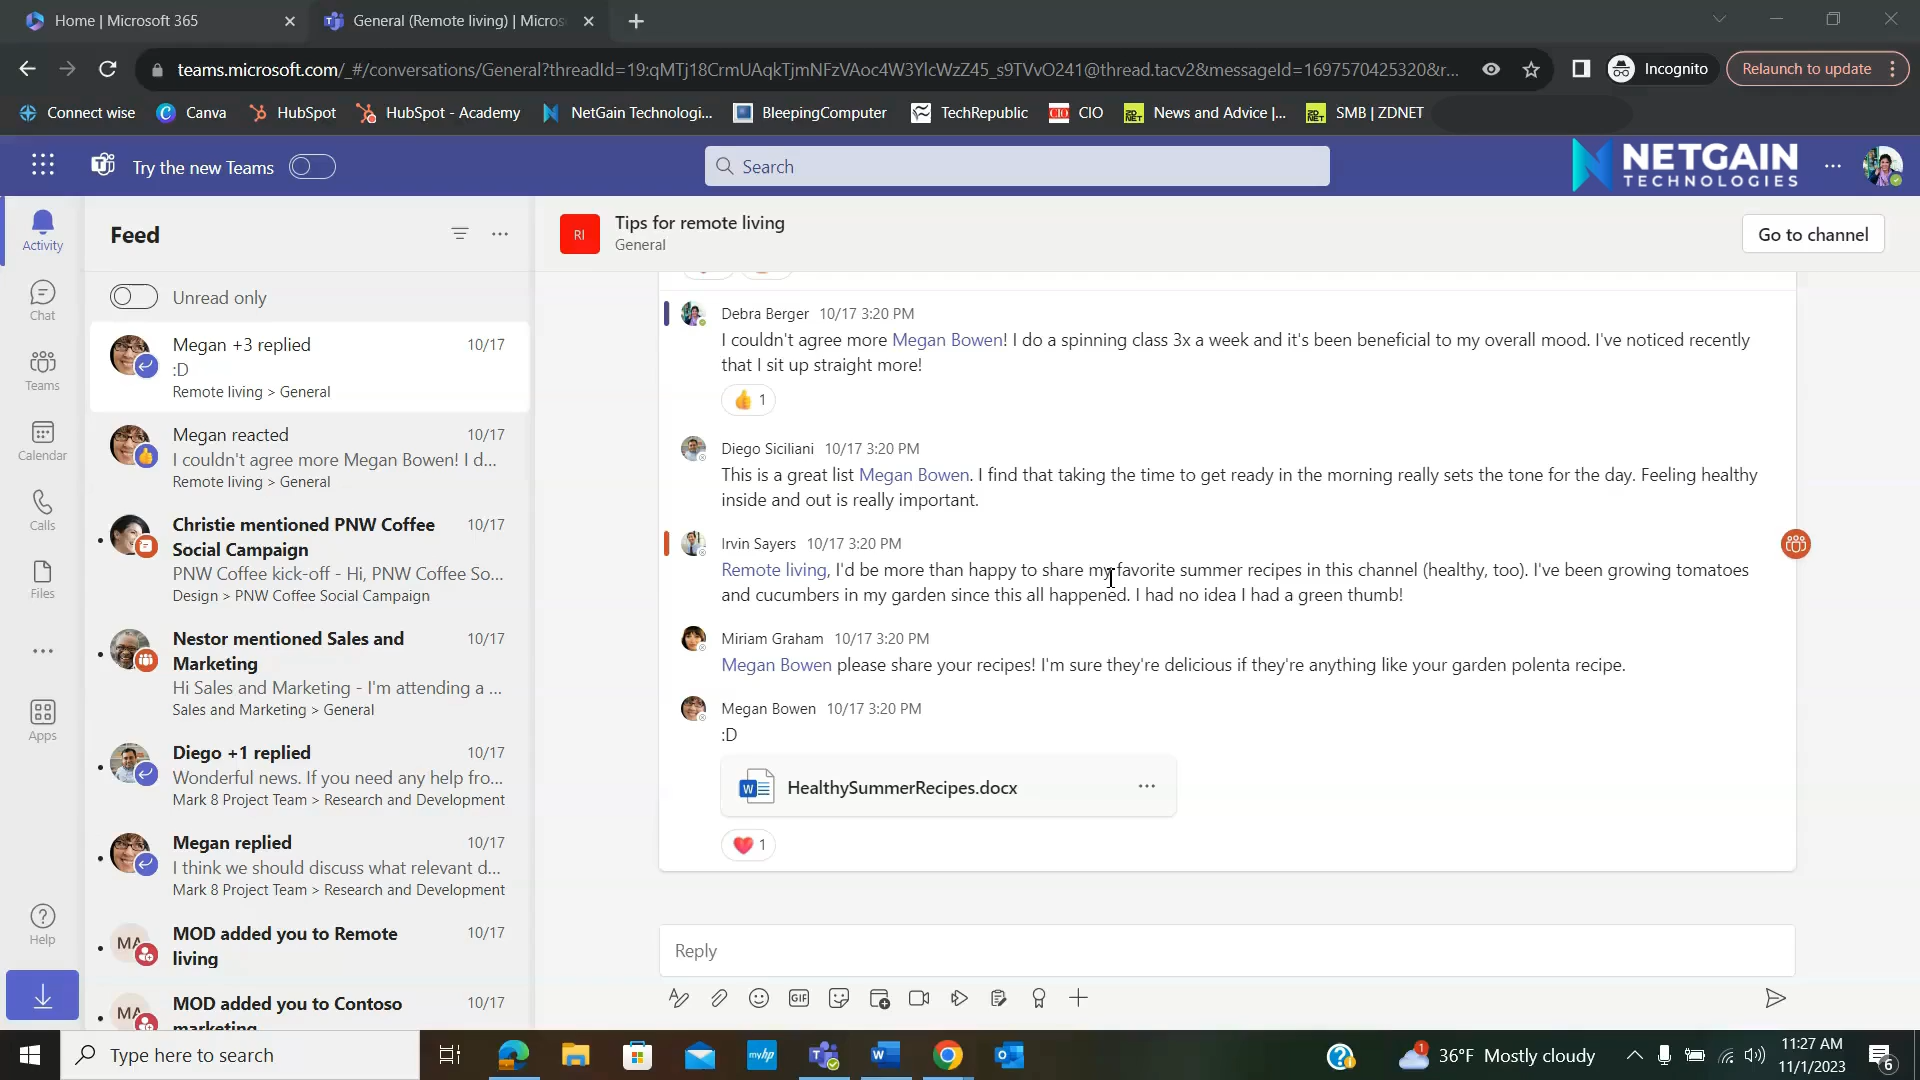 Home | Microsoft 365
General (Remote living) | Micros
teams.microsoft.com/_#/conversations/General?threadId=19:qMTj18CrmUAqkTjmNFzVAoc4W3YlcWzZ45_s9TVvO241@thread.tacv2&messageId=1697570425320&r...
Incognito
Relaunch to update
Connect wise
Canva
HubSpot
HubSpot - Academy
NetGain Technologi...
BleepingComputer
TechRepublic
CIO
CIO
News and Advice |...
SMB | ZDNET
Try the new Teams
Search
NETGAIN
TECHNOLOGIES
Activity
Chat
Teams
Calendar
Calls
Files
Apps
Help
Feed
Unread only
Megan +3 replied 10/17
:D
Remote living > General
Megan reacted 10/17
I couldn't agree more Megan Bowen! I d...
Remote living > General
Christie mentioned PNW Coffee 10/17
Social Campaign
PNW Coffee kick-off - Hi, PNW Coffee So...
Design > PNW Coffee Social Campaign
Nestor mentioned Sales and 10/17
Marketing
Hi Sales and Marketing - I'm attending a ...
Sales and Marketing > General
Diego +1 replied 10/17
Wonderful news. If you need any help fro...
Mark 8 Project Team > Research and Development
Megan replied 10/17
I think we should discuss what relevant d...
Mark 8 Project Team > Research and Development
MA
MOD added you to Remote 10/17
living
MA
MOD added you to Contoso 10/17
marketing
RI
Tips for remote living
General
Go to channel
Debra Berger 10/17 3:20 PM
I couldn't agree more Megan Bowen! I do a spinning class 3x a week and it's been beneficial to my overall mood. I've noticed recently
that I sit up straight more!
1
Diego Siciliani 10/17 3:20 PM
This is a great list Megan Bowen. I find that taking the time to get ready in the morning really sets the tone for the day. Feeling healthy
inside and out is really important.
Irvin Sayers 10/17 3:20 PM
Remote living, I'd be more than happy to share my favorite summer recipes in this channel (healthy, too). I've been growing tomatoes
and cucumbers in my garden since this all happened. I had no idea I had a green thumb!
Miriam Graham 10/17 3:20 PM
Megan Bowen please share your recipes! I'm sure they're delicious if they're anything like your garden polenta recipe.
Megan Bowen 10/17 3:20 PM
:D
HealthySummerRecipes.docx
1
Reply
GIF
Type here to search
myhp
1
36°F Mostly cloudy
11:27 AM
11/1/2023
6